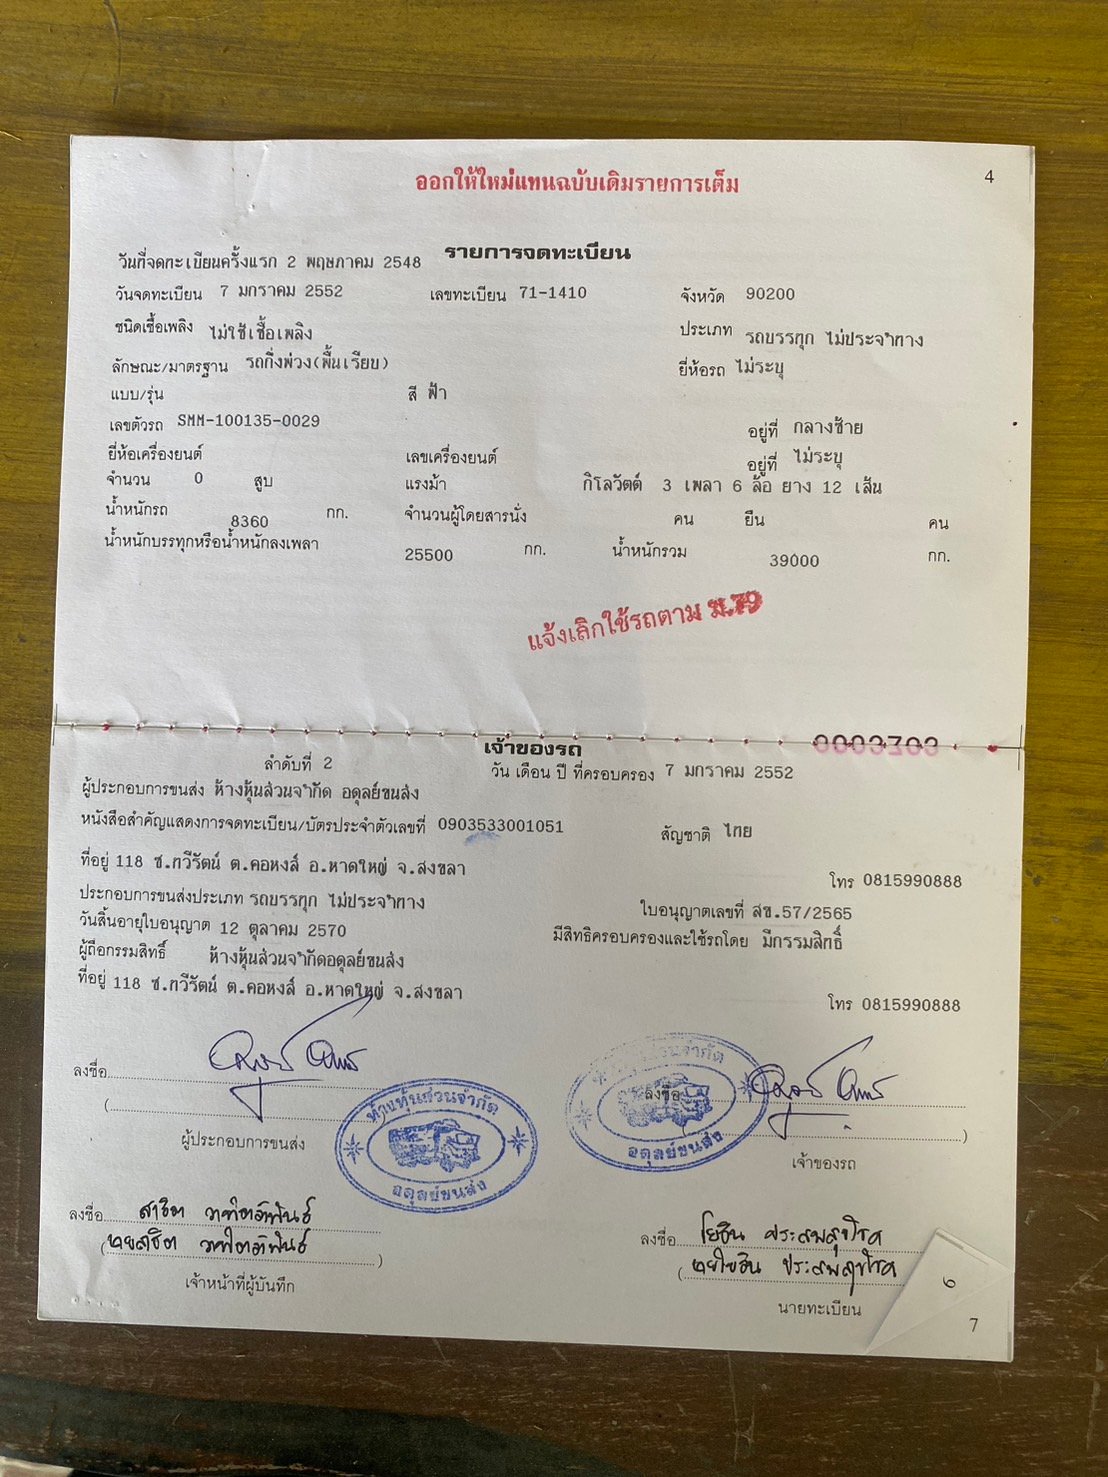 ออกให้ใหม่แทนฉบับเดิมรายการเต็ม
4
รายการจดทะเบียน
วันที่จดทะเบียนครั้งแรก 2 พฤษภาคม 2548
วันจดทะเบียน 7 มกราคม 2552 เลขทะเบียน 71-1410 จังหวัด 90200
ชนิดเชื้อเพลิง ไม่ใช้เชื้อเพลิง ประเภท รถบรรทุก ไม่ประจำทาง
ลักษณะ/มาตรฐาน รถกึ่งพ่วง(พื้นเรียบ) ยี่ห้อรถ ไม่ระบุ
แบบ/รุ่น สี ฟ้า
เลขตัวรถ SMM-100135-0029 อยู่ที่ กลางซ้าย
ยี่ห้อเครื่องยนต์ เลขเครื่องยนต์ อยู่ที่ ไม่ระบุ
จำนวน 0 สูบ แรงม้า กิโลวัตต์ 3 เพลา 6 ล้อ ยาง 12 เส้น
น้ำหนักรถ 8360 กก. จำนวนผู้โดยสารนั่ง คน ยืน คน
น้ำหนักบรรทุกหรือน้ำหนักลงเพลา 25500 กก. น้ำหนักรวม 39000 กก.
แจ้งเลิกใช้รถตาม ม.79
เจ้าของรถ
ลำดับที่ 2 วัน เดือน ปี ที่ครอบครอง 7 มกราคม 2552
ผู้ประกอบการขนส่ง ห้างหุ้นส่วนจำกัด อดุลย์ขนส่ง
หนังสือสำคัญแสดงการจดทะเบียน/บัตรประจำตัวเลขที่ 0903533001051 สัญชาติ ไทย
ที่อยู่ 118 ซ.ทวีรัตน์ ต.คอหงส์ อ.หาดใหญ่ จ.สงขลา โทร 0815990888
ประกอบการขนส่งประเภท รถบรรทุก ไม่ประจำทาง ใบอนุญาตเลขที่ สข.57/2565
วันสิ้นอายุใบอนุญาต 12 ตุลาคม 2570 มีสิทธิครอบครองและใช้รถโดย มีกรรมสิทธิ์
ผู้ถือกรรมสิทธิ์ ห้างหุ้นส่วนจำกัดอดุลย์ขนส่ง
ที่อยู่ 118 ซ.ทวีรัตน์ ต.คอหงส์ อ.หาดใหญ่ จ.สงขลา โทร 0815990888
ลงชื่อ ลงชื่อ
ห้างหุ้นส่วนจำกัด
อดุลย์ขนส่ง
อดุลย์ขนส่ง
ผู้ประกอบการขนส่ง เจ้าของรถ
ลงชื่อ ลงชื่อ
เจ้าหน้าที่ผู้บันทึก นายทะเบียน
6
7